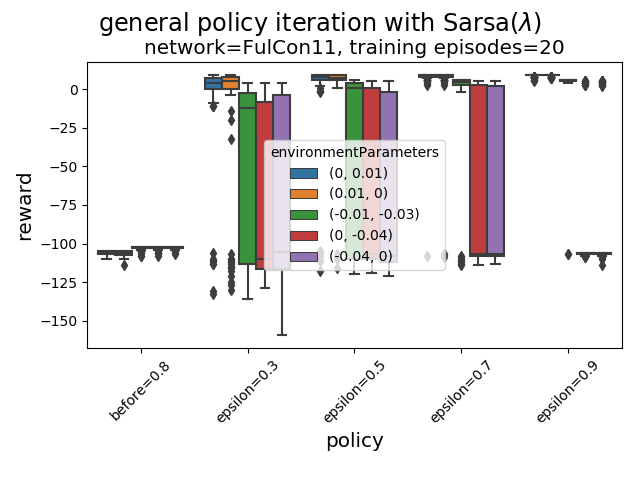 general policy iteration with Sarsa(λ)
network=FulCon11, training episodes=20
reward
0
−25
−50
−75
−100
−125
−150
environmentParameters
(0, 0.01)
(0.01, 0)
(-0.01, -0.03)
(0, -0.04)
(-0.04, 0)
before=0.8
epsilon=0.3
epsilon=0.5
epsilon=0.7
epsilon=0.9
policy